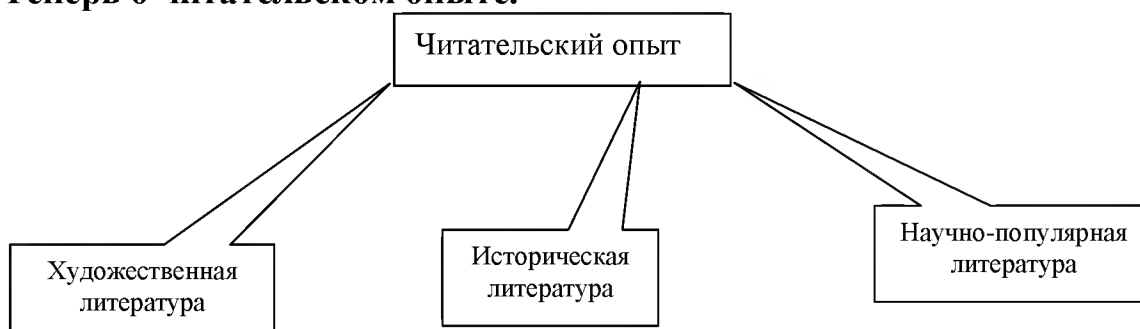 Теперь о читательском опыте.
Читательский опыт
Художественная
литература
Историческая
литература
Научно-популярная
литература